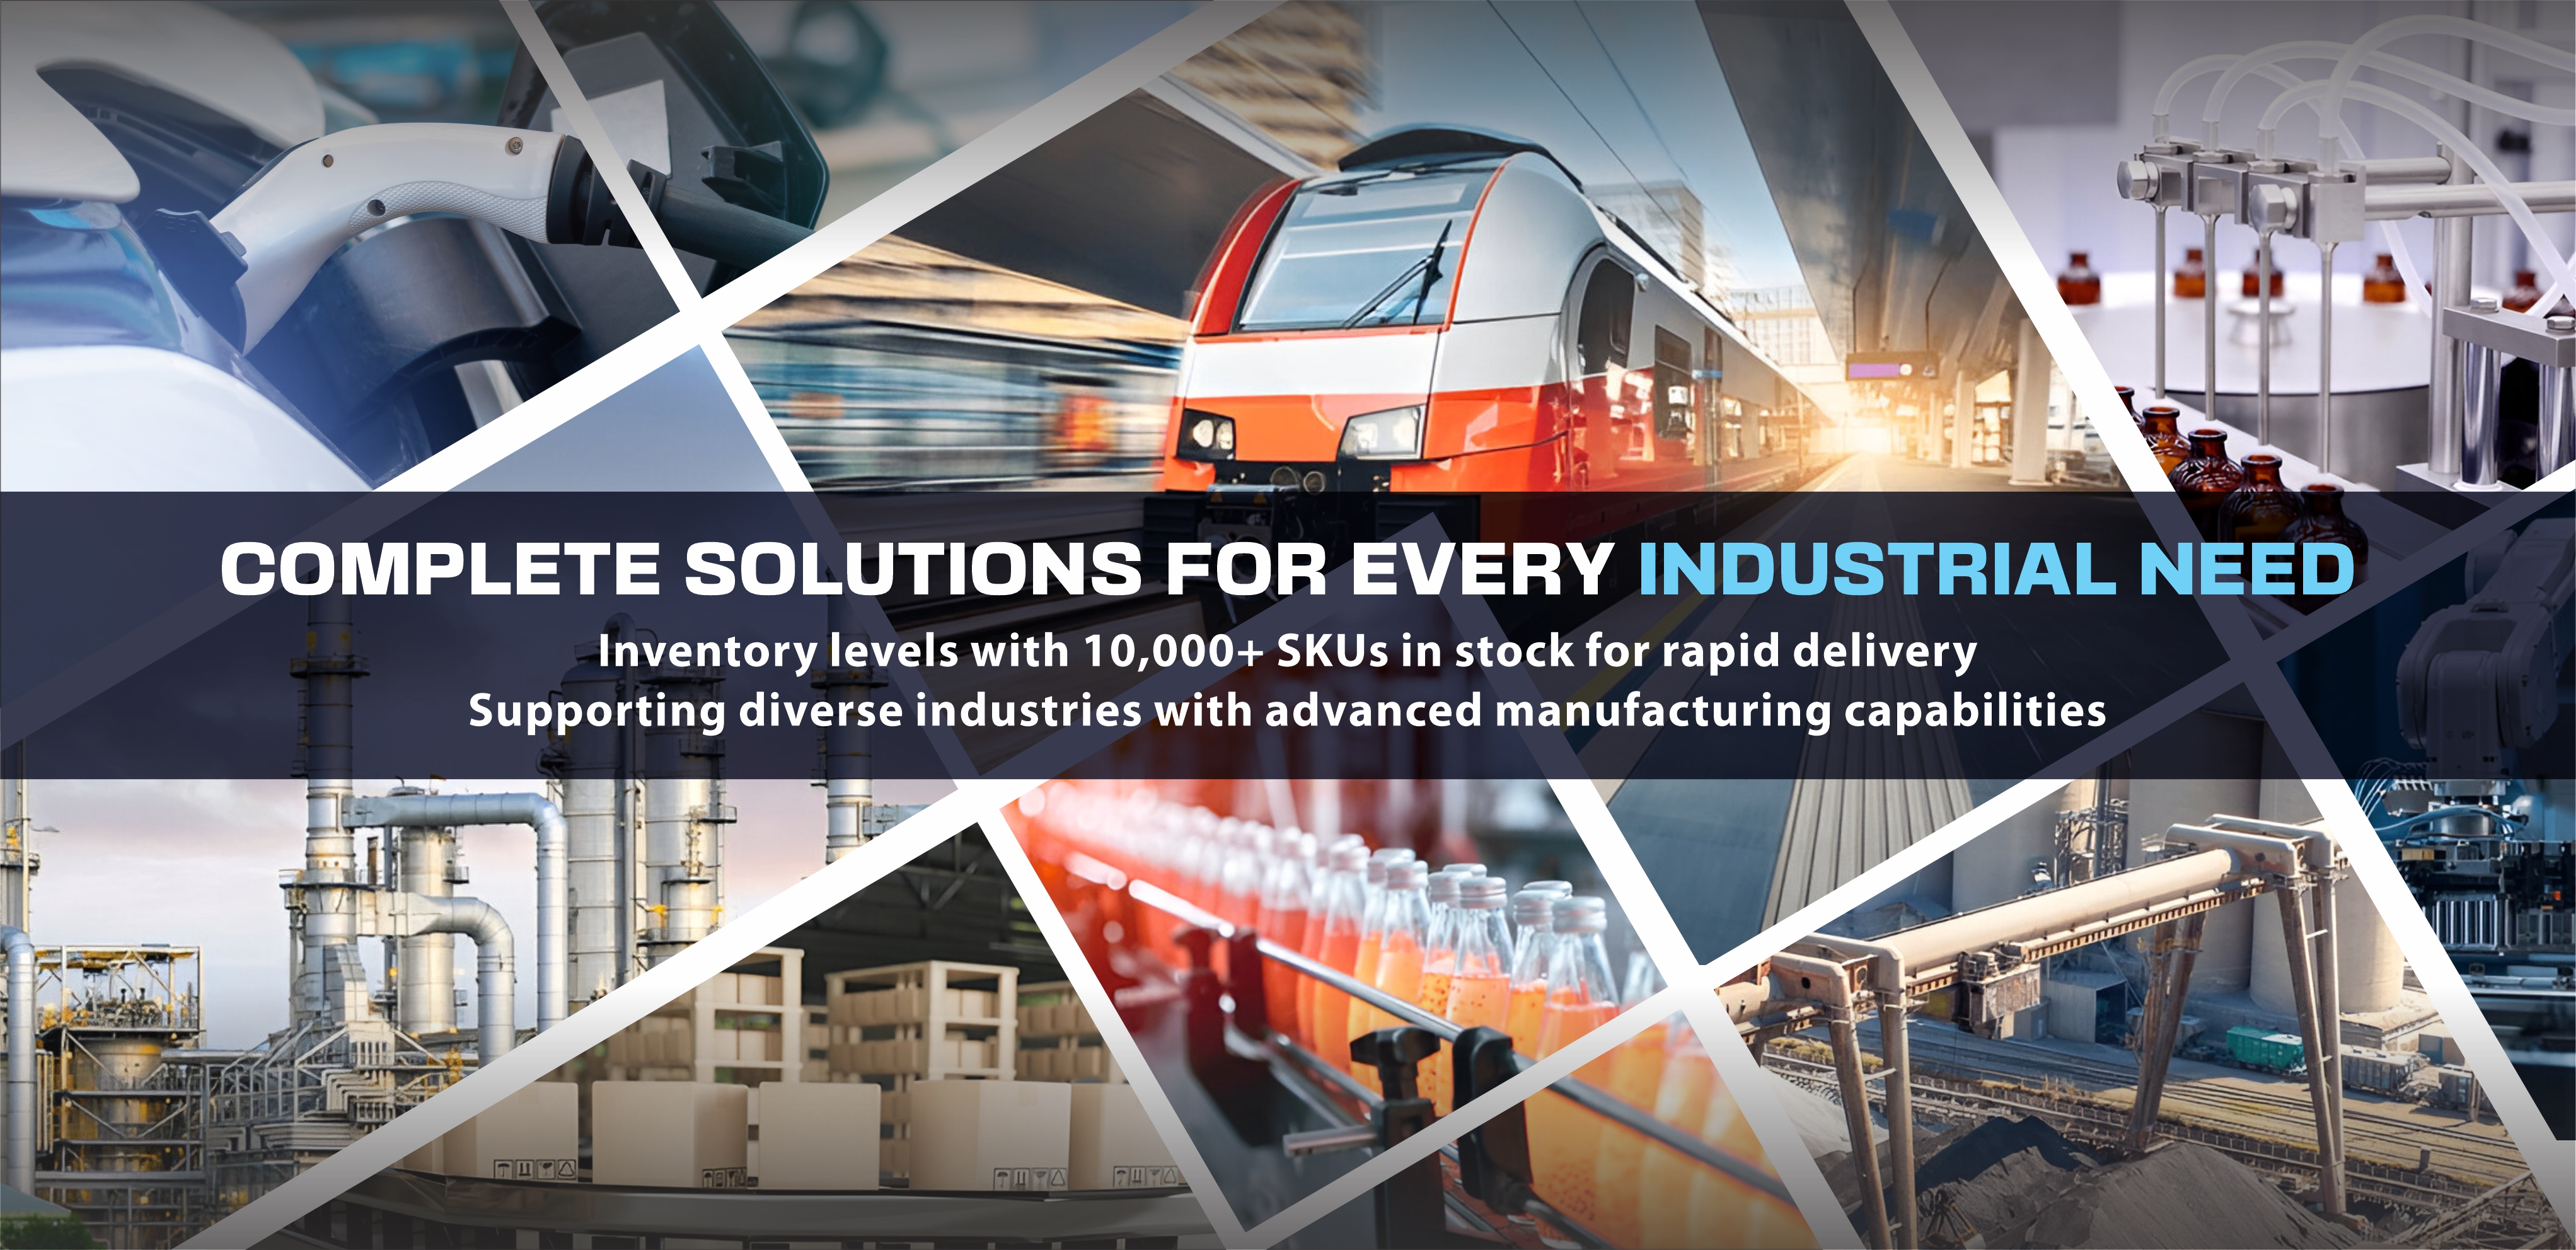 COMPLETE SOLUTIONS FOR EVERY INDUSTRIAL NEED
Inventory levels with 10,000+ SKUs in stock for rapid delivery
Supporting diverse industries with advanced manufacturing capabilities